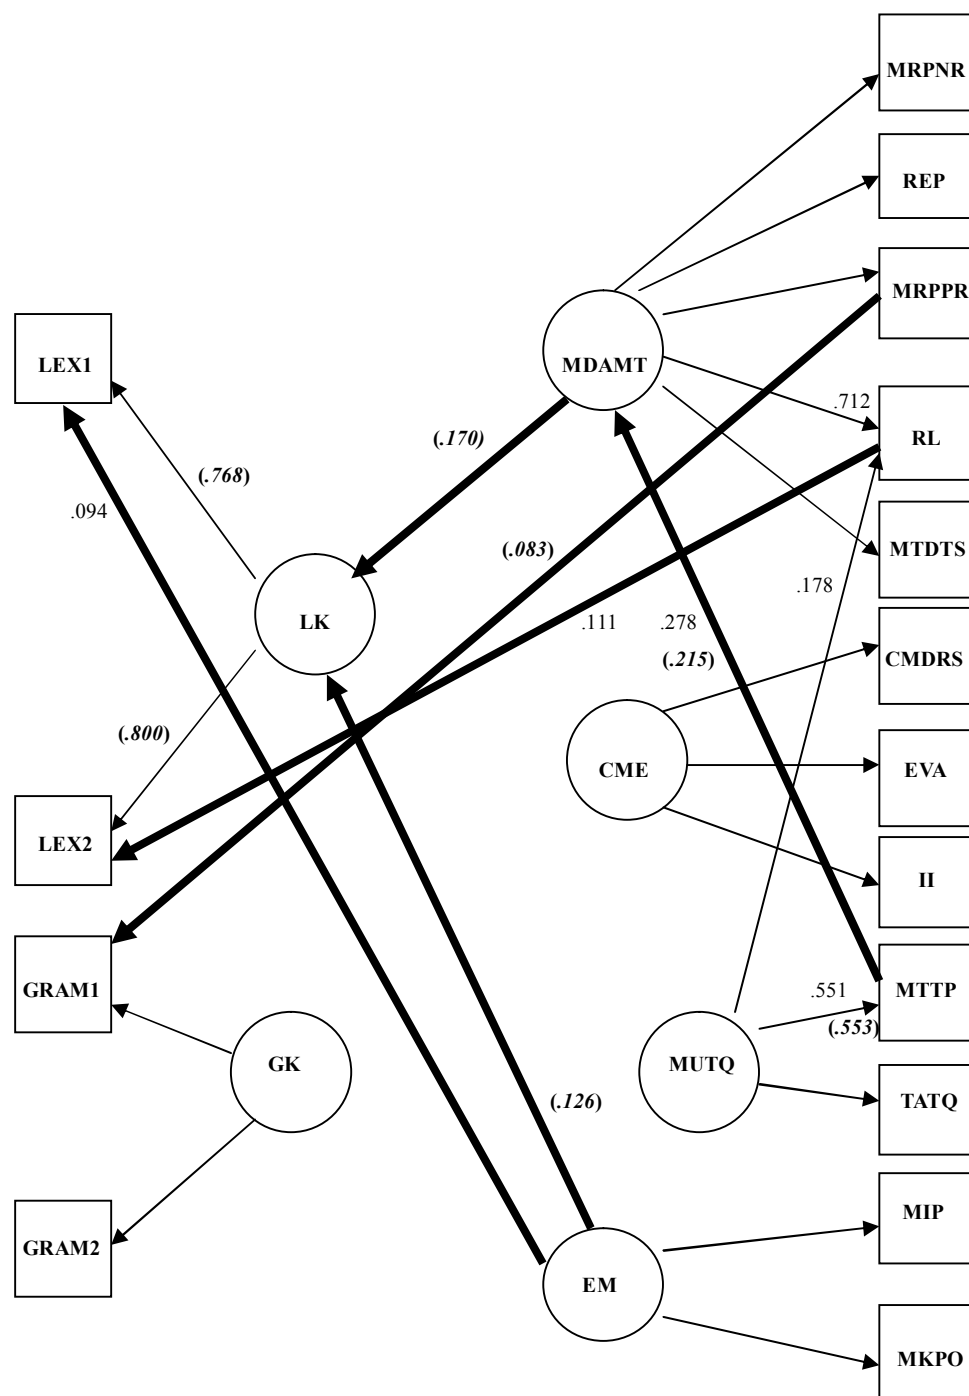 MRPNR
REP
MRPPR
LEX1
MDAMT
.712
RL
(.170)
(.768)
.094
(.083)
MTDTS
.178
LK
.111
.278
(.215)
CMDRS
(.800)
CME
EVA
LEX2
II
GRAM1
.551
MTTP
(.553)
GK
MUTQ
(.126)
TATQ
MIP
GRAM2
EM
MKPO